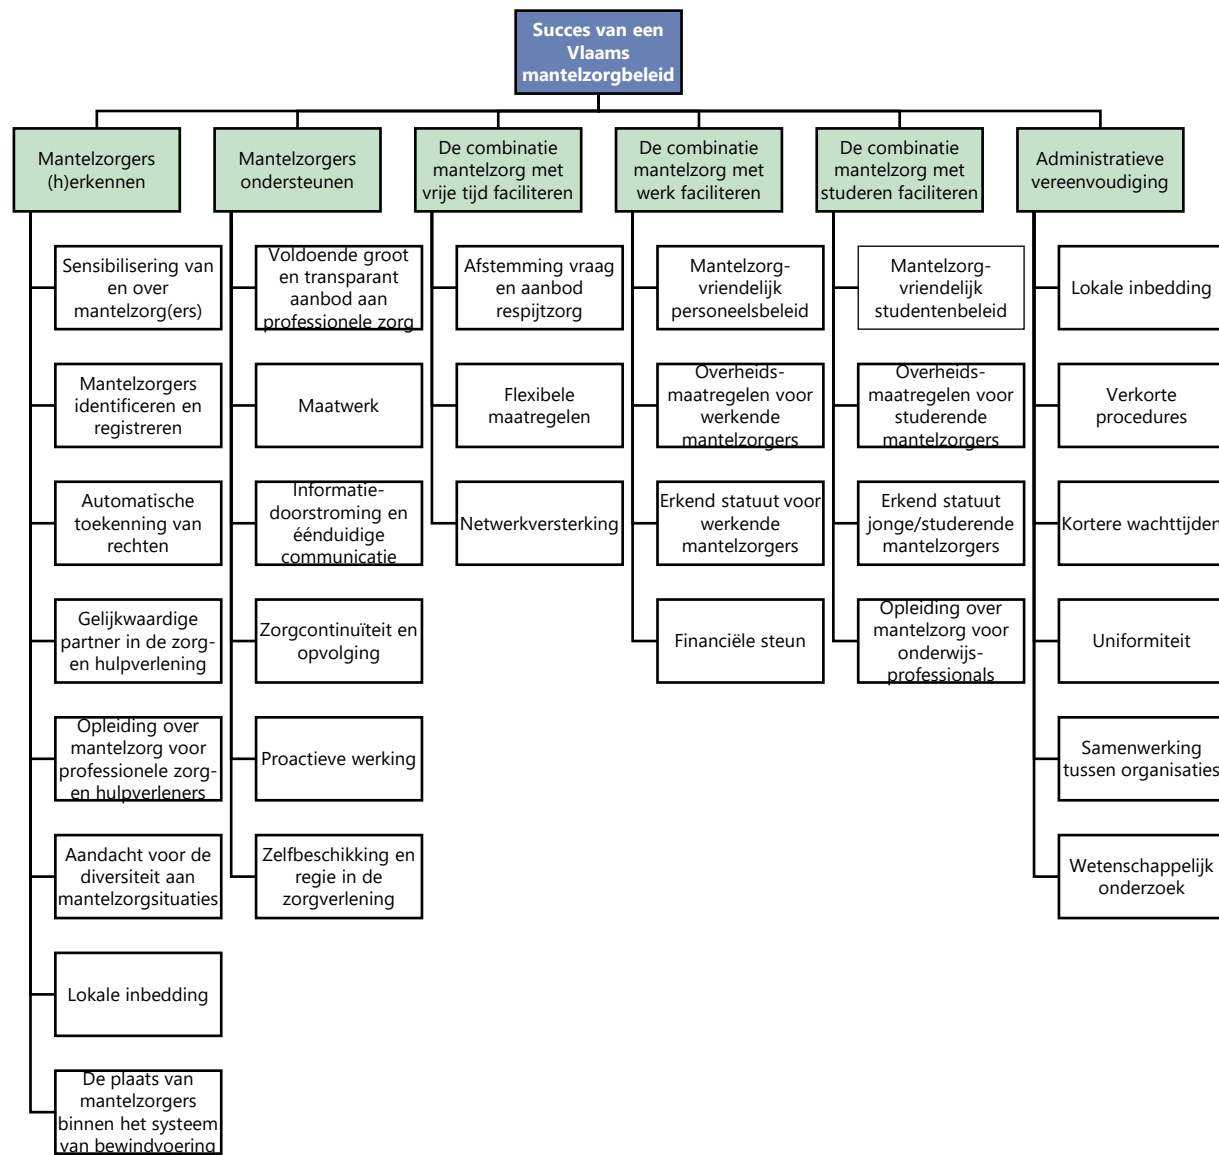 Succes van een
Vlaams
mantelzorgbeleid
Mantelzorgers
(h)erkennen
Mantelzorgers
ondersteunen
De combinatie
mantelzorg met
vrije tijd faciliteren
De combinatie
mantelzorg met
werk faciliteren
De combinatie
mantelzorg met
studeren faciliteren
Administratieve
vereenvoudiging
Sensibilisering van
en over
mantelzorg(ers)
Mantelzorgers
identificeren en
registreren
Automatische
toekenning van
rechten
Gelijkwaardige
partner in de zorg-
en hulpverlening
Opleiding over
mantelzorg voor
professionele zorg-
en hulpverleners
Aandacht voor de
diversiteit aan
mantelzorgsituaties
Lokale inbedding
De plaats van
mantelzorgers
binnen het systeem
van bewindvoering
Voldoende groot
en transparant
aanbod aan
professionele zorg
Maatwerk
Informatie-
doorstroming en
éénduidige
communicatie
Zorgcontinuïteit en
opvolging
Proactieve werking
Zelfbeschikking en
regie in de
zorgverlening
Afstemming vraag
en aanbod
respijtzorg
Flexibele
maatregelen
Netwerkversterking
Mantelzorg-
vriendelijk
personeelsbeleid
Overheids-
maatregelen voor
werkende
mantelzorgers
Erkend statuut voor
werkende
mantelzorgers
Financiële steun
Mantelzorg-
vriendelijk
studentenbeleid
Overheids-
maatregelen voor
studerende
mantelzorgers
Erkend statuut
jonge/studerende
mantelzorgers
Opleiding over
mantelzorg voor
onderwijs-
professionals
Lokale inbedding
Verkorte
procedures
Kortere wachttijden
Uniformiteit
Samenwerking
tussen organisaties
Wetenschappelijk
onderzoek